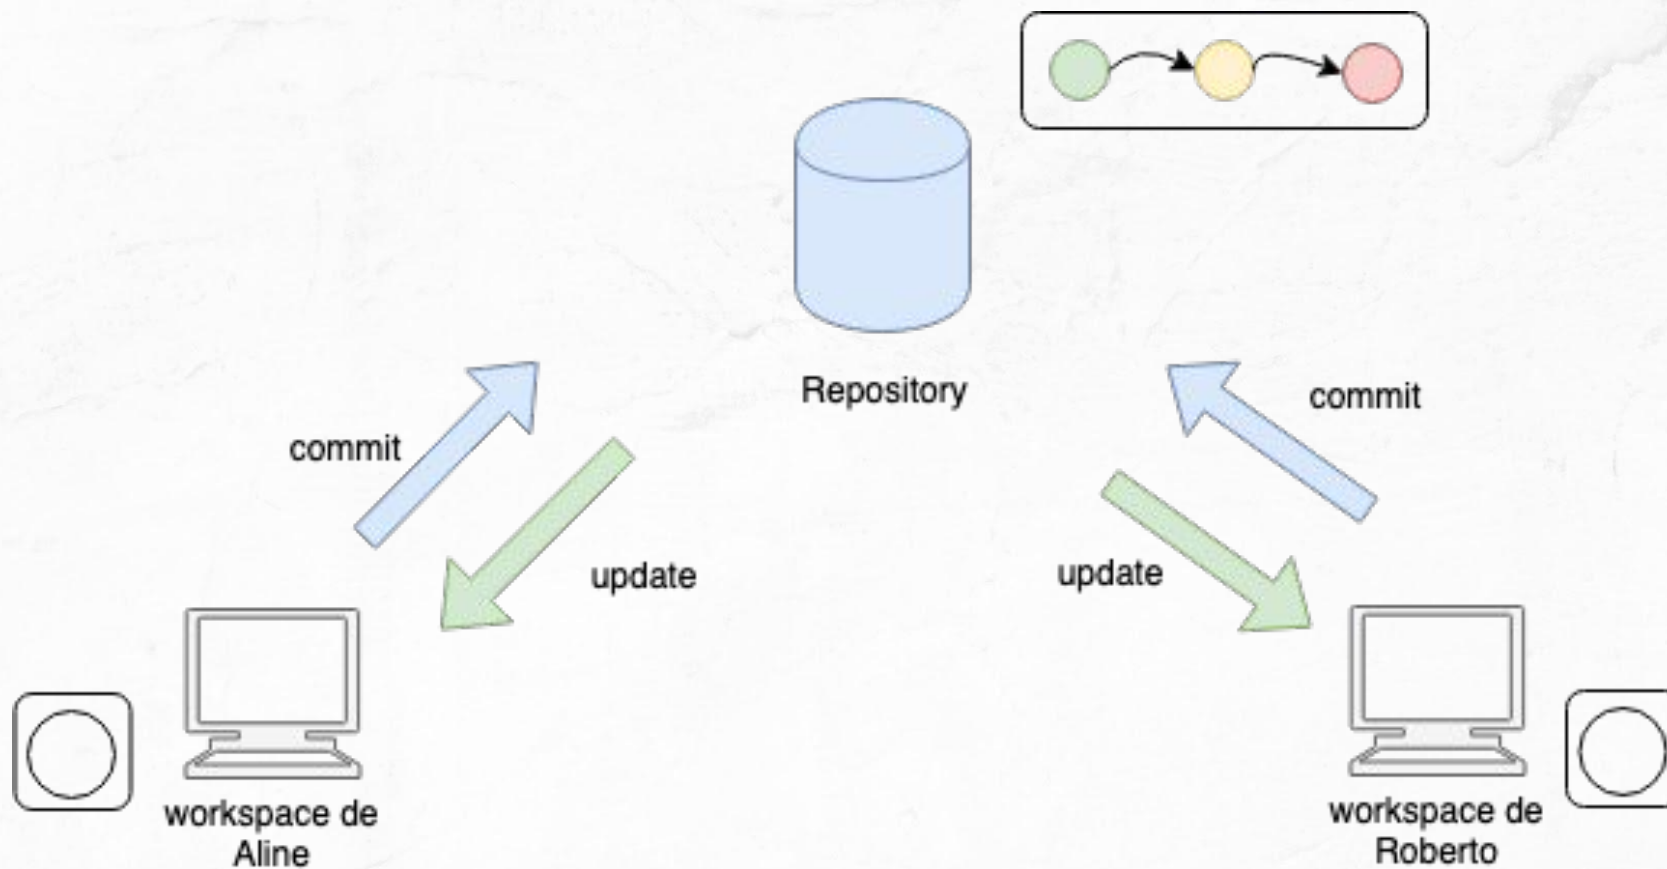 Repository
commit
commit
update
update
workspace de
Aline
workspace de
Roberto